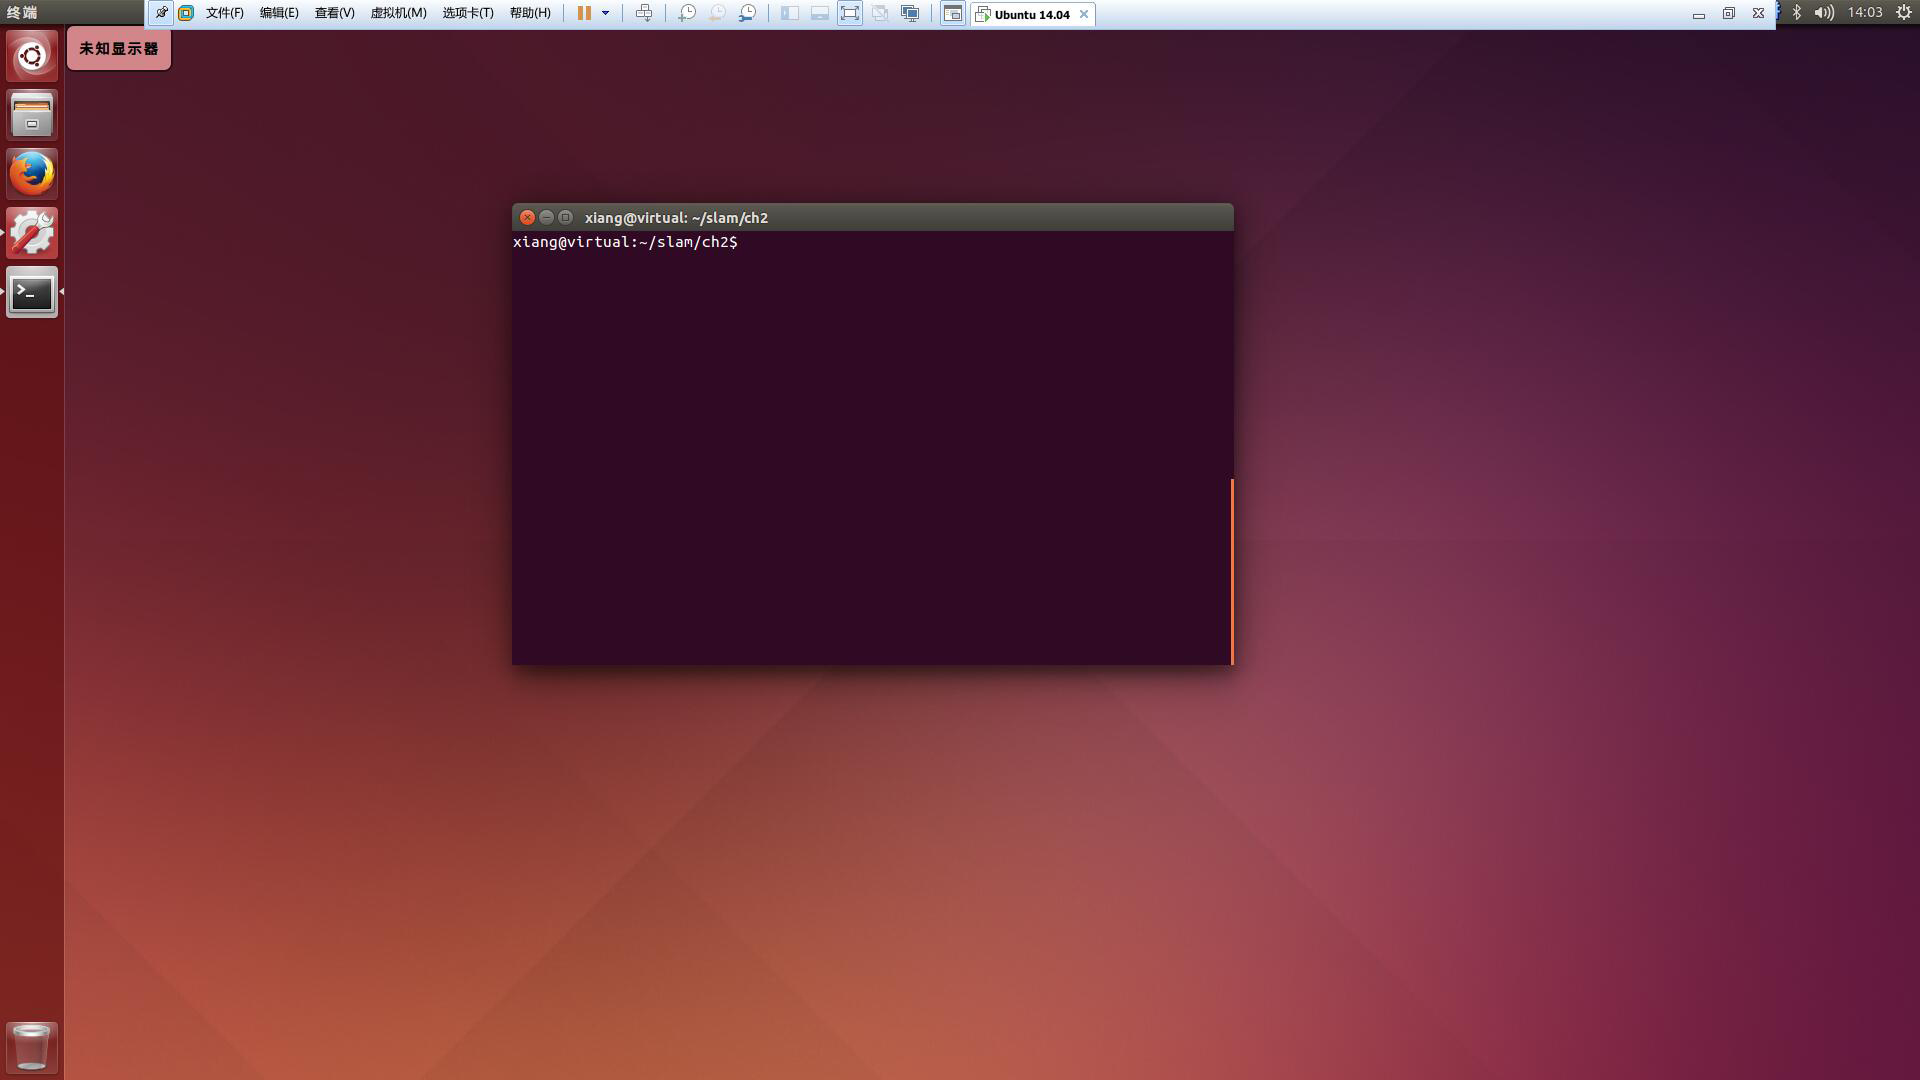 终端 文件(F) 编辑(E) 查看(V) 虚拟机(M) 选项卡(T) 帮助(H) Ubuntu 14.04 14:03
未知显示器
xiang@virtual: ~/slam/ch2
xiang@virtual:~/slam/ch2$